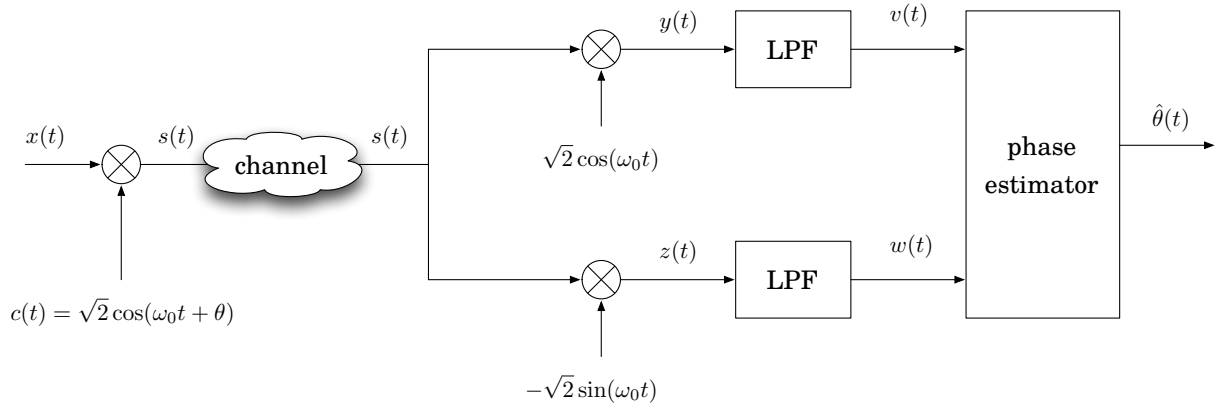 y(t)
LPF
v(t)
x(t)
s(t)
channel
s(t)
√2 cos(ω₀t)
phase
estimator
θ̂(t)
c(t) = √2 cos(ω₀t + θ)
z(t)
LPF
w(t)
−√2 sin(ω₀t)